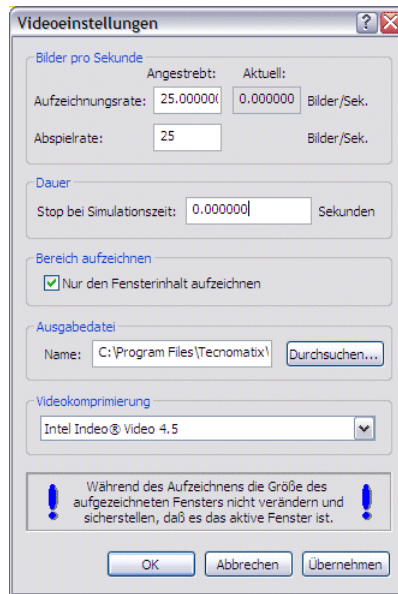 Videoeinstellungen
Bilder pro Sekunde
Angestrebt: Aktuell:
Aufzeichnungsrate: 25.00000( 0.000000 Bilder/Sek.
Abspielrate: 25 Bilder/Sek.
Dauer
Stop bei Simulationszeit: 0.000000 Sekunden
Bereich aufzeichnen
Nur den Fensterinhalt aufzeichnen
Ausgabedatei
Name: C:\Program Files\Tecnomatix\ Durchsuchen...
Videokomprimierung
Intel Indeo® Video 4.5
Während des Aufzeichnens die Größe des
aufgezeichneten Fensters nicht verändern und
sicherstellen, daß es das aktive Fenster ist.
OK Abbrechen Übernehmen